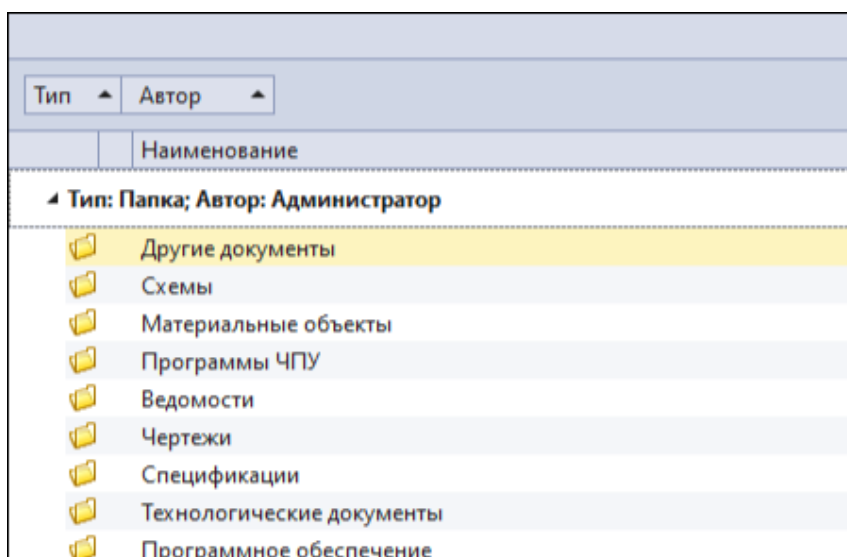 Тип Автор
Наименование
Тип: Папка; Автор: Администратор
Другие документы
Схемы
Материальные объекты
Программы ЧПУ
Ведомости
Чертежи
Спецификации
Технологические документы
Программное обеспечение